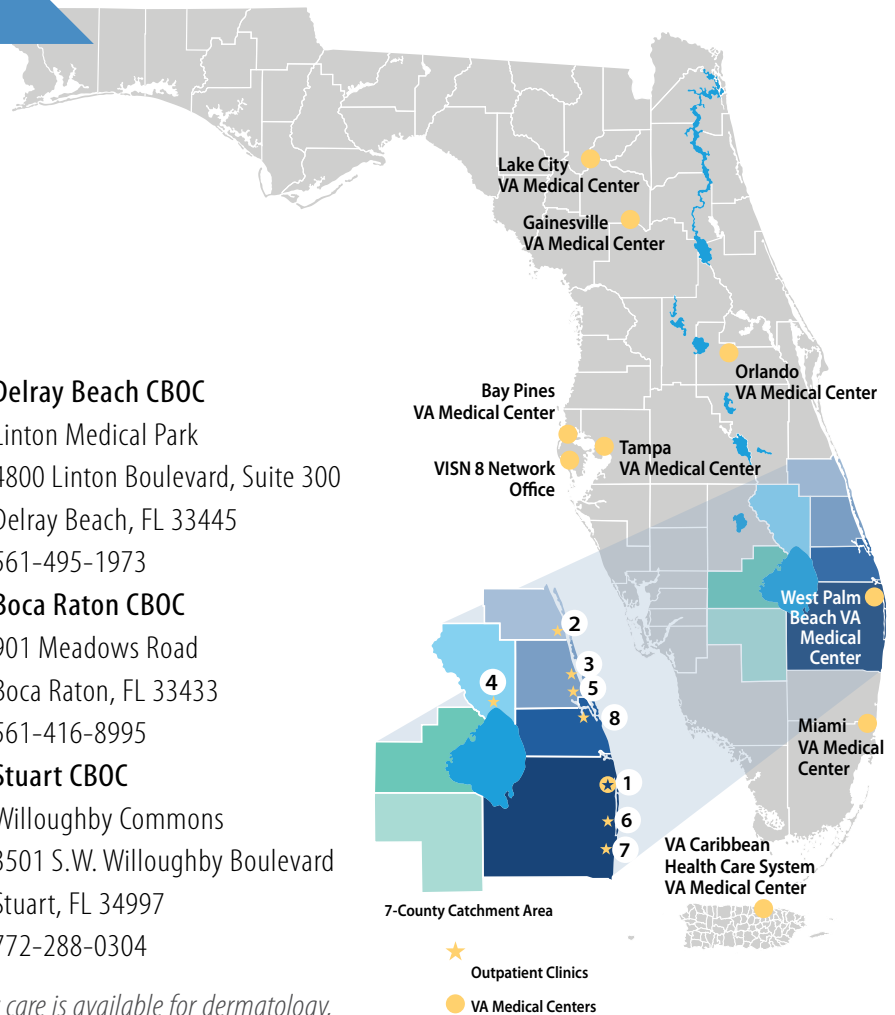 Delray Beach CBOC
Linton Medical Park
4800 Linton Boulevard, Suite 300
Delray Beach, FL 33445
561-495-1973
Boca Raton CBOC
901 Meadows Road
Boca Raton, FL 33433
561-416-8995
Stuart CBOC
Willoughby Commons
3501 S.W. Willoughby Boulevard
Stuart, FL 34997
772-288-0304
care is available for dermatology,
Lake City
VA Medical Center
Gainesville
VA Medical Center
Orlando
VA Medical Center
Bay Pines
VA Medical Center
Tampa
VA Medical Center
VISN 8 Network
Office
West Palm
Beach VA
Medical
Center
Miami
VA Medical
Center
VA Caribbean
Health Care System
VA Medical Center
2
3
4
5
8
1
6
7
7-County Catchment Area
Outpatient Clinics
VA Medical Centers